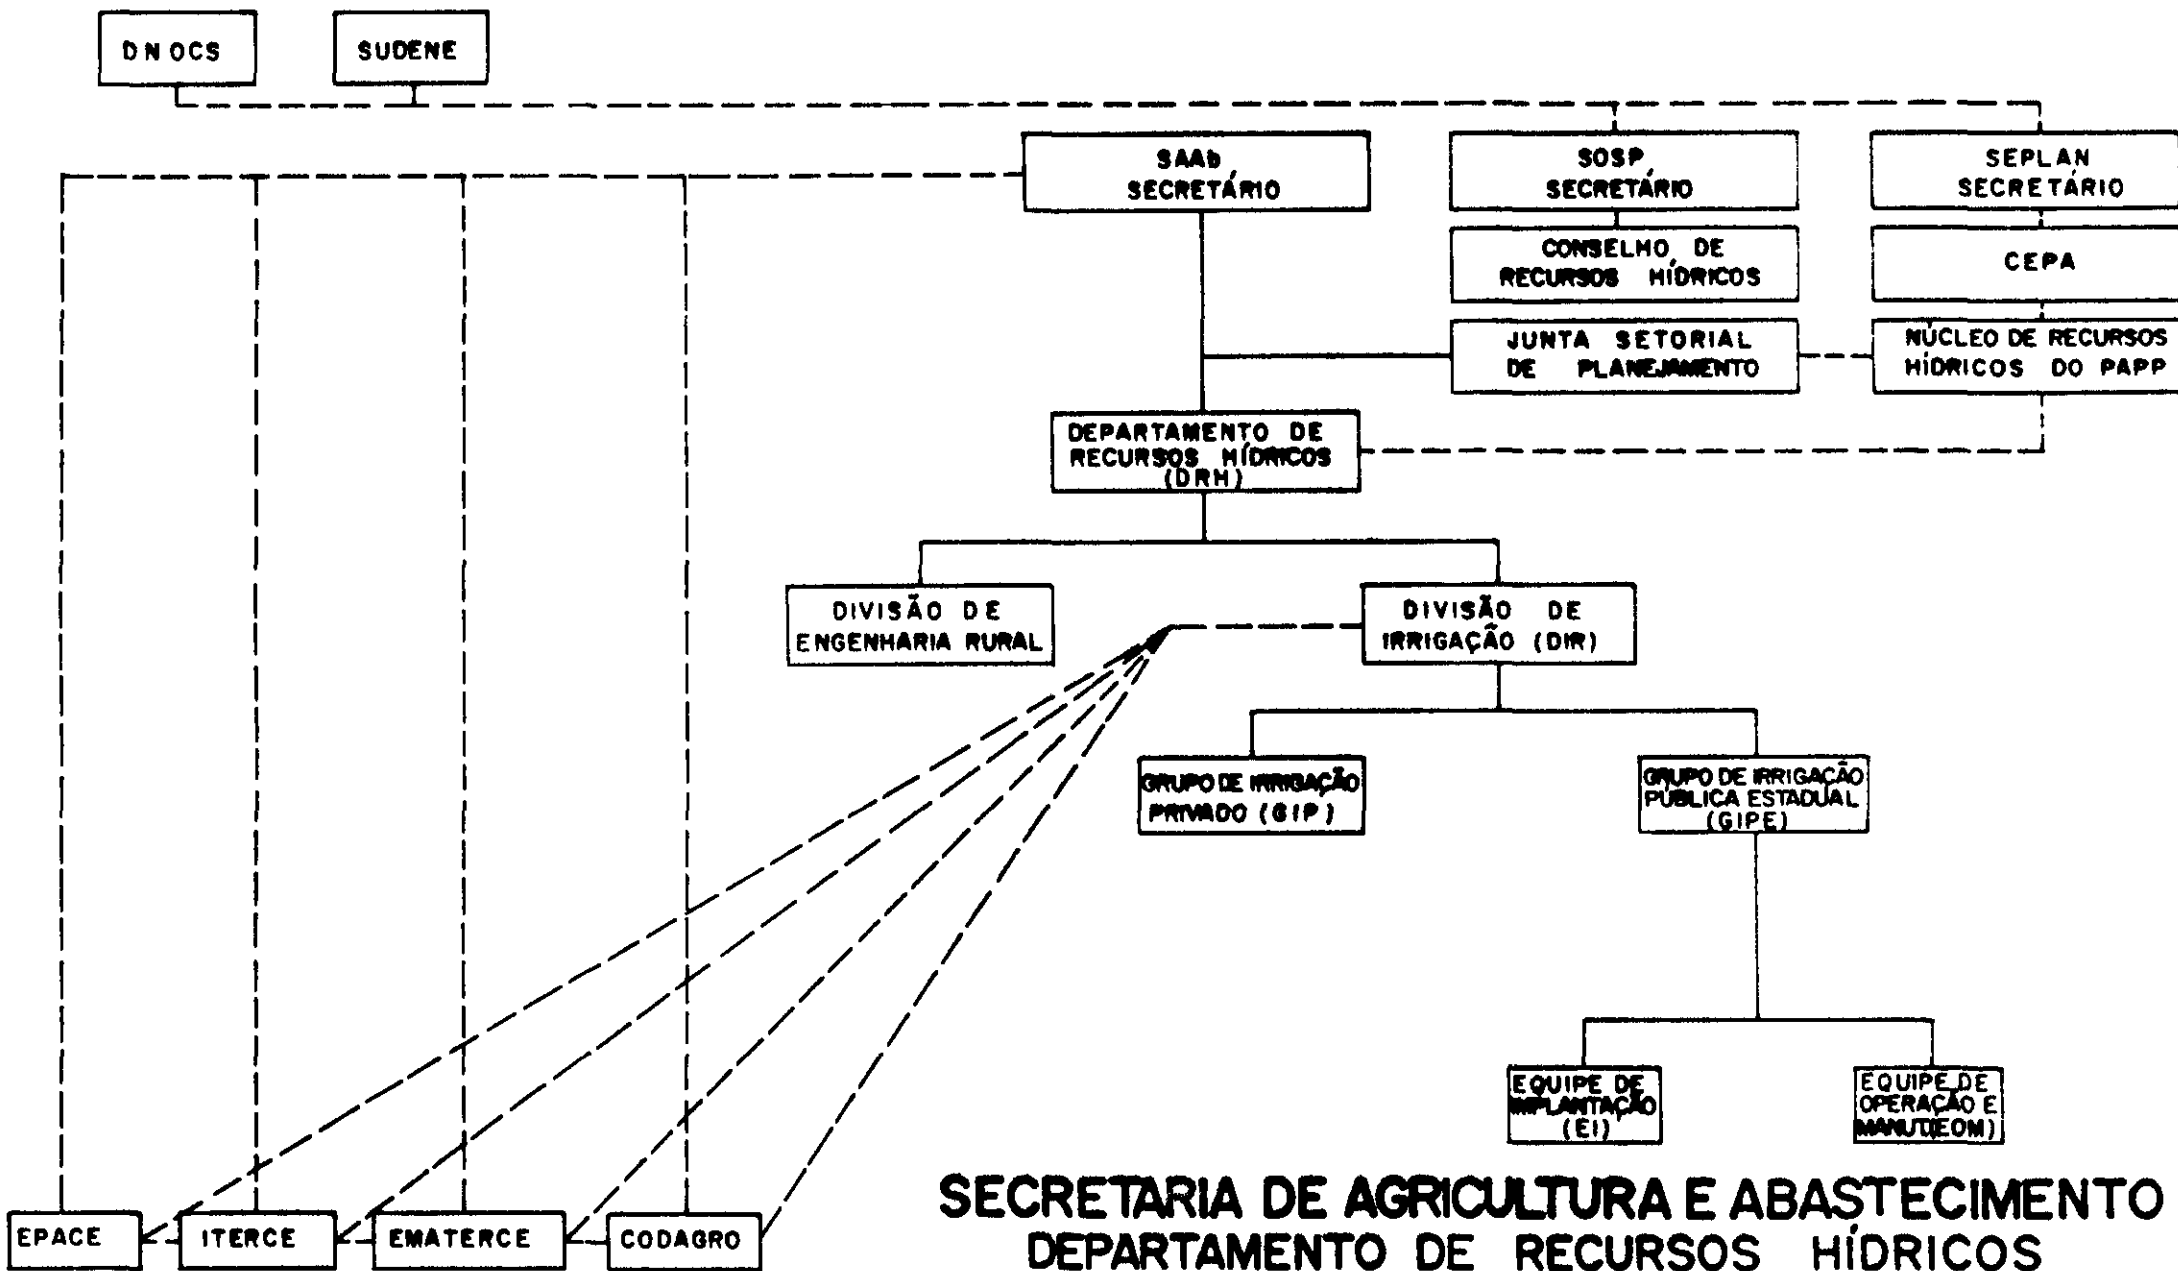 DNOCS
SUDENE
SAAb
SECRETÁRIO
SOSP
SECRETÁRIO
SEPLAN
SECRETÁRIO
CONSELHO DE
RECURSOS HÍDRICOS
CEPA
JUNTA SETORIAL
DE PLANEJAMENTO
NÚCLEO DE RECURSOS
HÍDRICOS DO PAPP
DEPARTAMENTO DE
RECURSOS HÍDRICOS
(DRH)
DIVISÃO DE
ENGENHARIA RURAL
DIVISÃO DE
IRRIGAÇÃO (DIR)
GRUPO DE IRRIGAÇÃO
PRIVADO (GIP)
GRUPO DE IRRIGAÇÃO
PÚBLICA ESTADUAL
(GIPE)
EQUIPE DE
IMPLANTAÇÃO
(EI)
EQUIPE DE
OPERAÇÃO E
MANUT(EOM)
EPACE
ITERCE
EMATERCE
CODAGRO
SECRETARIA DE AGRICULTURA E ABASTECIMENTO
DEPARTAMENTO DE RECURSOS HÍDRICOS